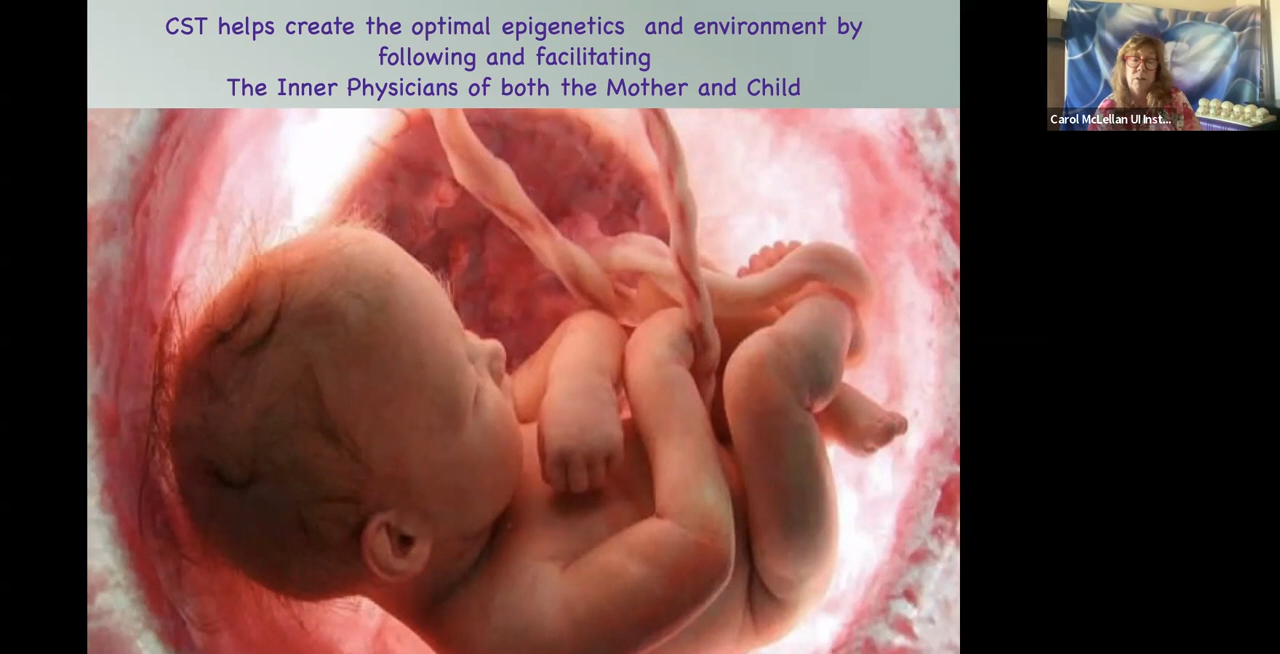 CST helps create the optimal epigenetics  and environment by
following and facilitating
The Inner Physicians of both the Mother and Child
Carol McLellan UI Inst...